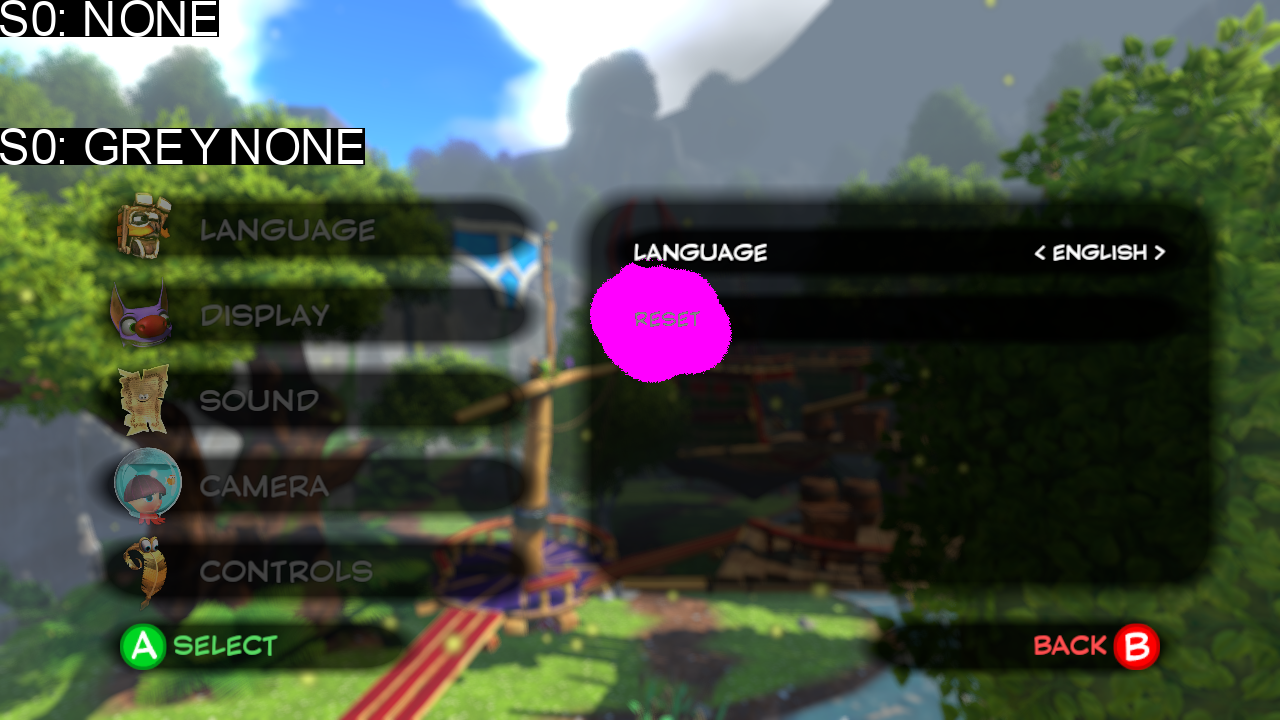 S0: NONE
S0: GREY NONE
LANGUAGE
DISPLAY
SOUND
CAMERA
CONTROLS
LANGUAGE < ENGLISH >
RESET
A SELECT
BACK B